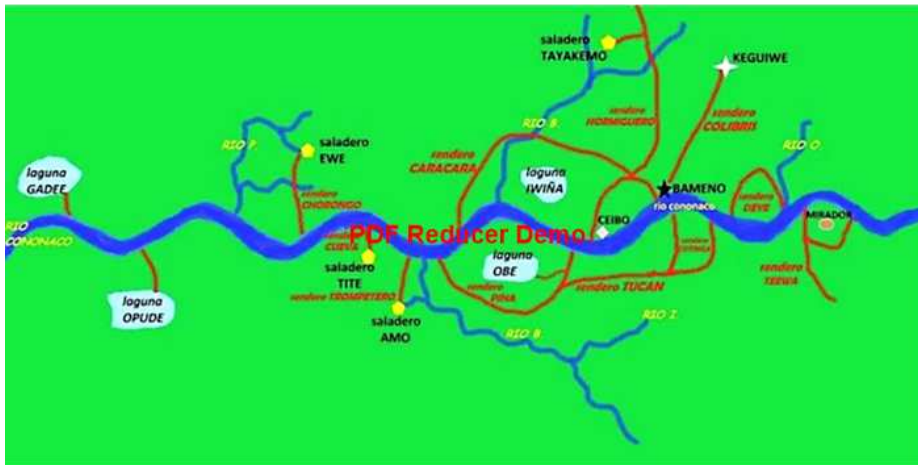 saladero
TAYAKEMO
KEGUIWE
RIO P.
saladero
EWE
RIO B.
sendero
HORMIGUERO
sendero
COLIBRIS
RIO O.
laguna
GADEE
sendero
CARACARA
laguna
IWIÑA
BAMENO
rio cononaco
sendero
CHORONGO
sendero
DEVE
MIRADOR
RIO
CONONACO
CEIBO
PDF Reducer Demo
sendero
CUEVA
saladero
TITE
laguna
OBE
sendero
sendero
TEEWA
laguna
OPUDE
sendero TROMPETERO
sendero
PIHA
sendero TUCAN
saladero
AMO
RIO B.
RIO I.